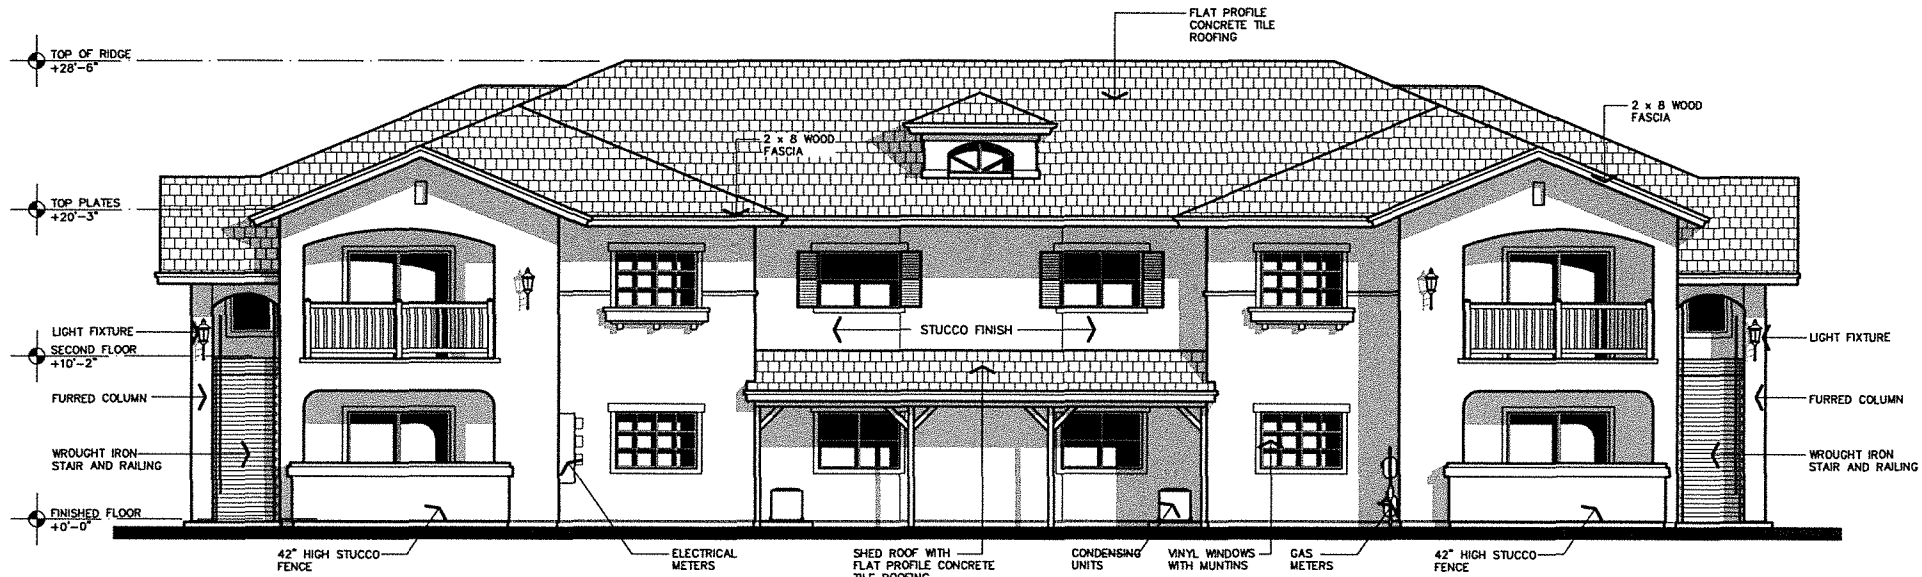 FLAT PROFILE
CONCRETE TILE
ROOFING
TOP OF RIDGE
+28'-6"
2 x 8 WOOD
FASCIA
2 x 8 WOOD
FASCIA
TOP PLATES
+20'-3"
LIGHT FIXTURE
STUCCO FINISH
LIGHT FIXTURE
SECOND FLOOR
+10'-2"
FURRED COLUMN
FURRED COLUMN
WROUGHT IRON
STAIR AND RAILING
WROUGHT IRON
STAIR AND RAILING
FINISHED FLOOR
+0'-0"
42" HIGH STUCCO
FENCE
ELECTRICAL
METERS
SHED ROOF WITH
FLAT PROFILE CONCRETE
TILE ROOFING
CONDENSING
UNITS
VINYL WINDOWS
WITH MUNTINS
GAS
METERS
42" HIGH STUCCO
FENCE